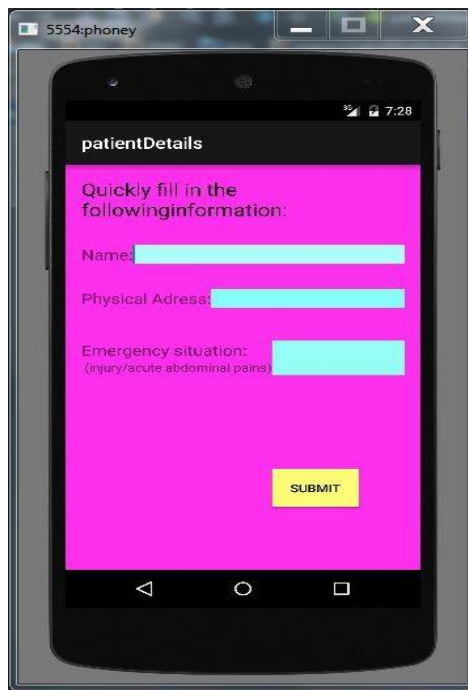 5554:phoney
3G 7:28
patientDetails
Quickly fill in the
followinginformation:
Name:
Physical Adress:
Emergency situation:
(injury/acute abdominal pains)
SUBMIT